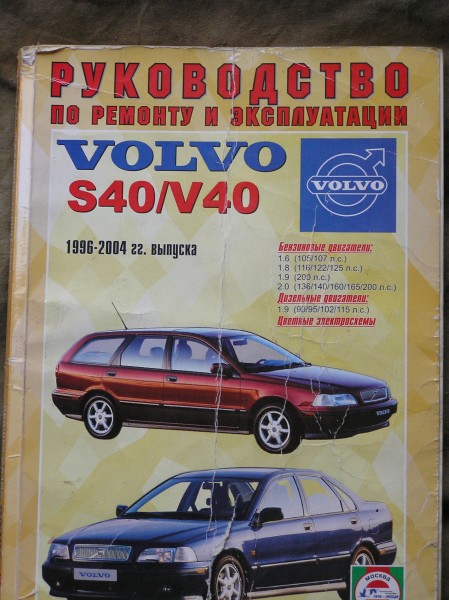 РУКОВОДСТВО
ПО РЕМОНТУ И ЭКСПЛУАТАЦИИ
VOLVO
S40/V40
VOLVO
1996-2004 гг. выпуска
Бензиновые двигатели:
1.6 (105/107 л.с.)
1.8 (116/122/125 л.с.)
1.9 (200 л.с.)
2.0 (136/140/160/165/200 л.с.)
Дизельные двигатели:
1.9 (90/95/102/115 л.с.)
Цветные электросхемы
VOLVO
МОСКВА